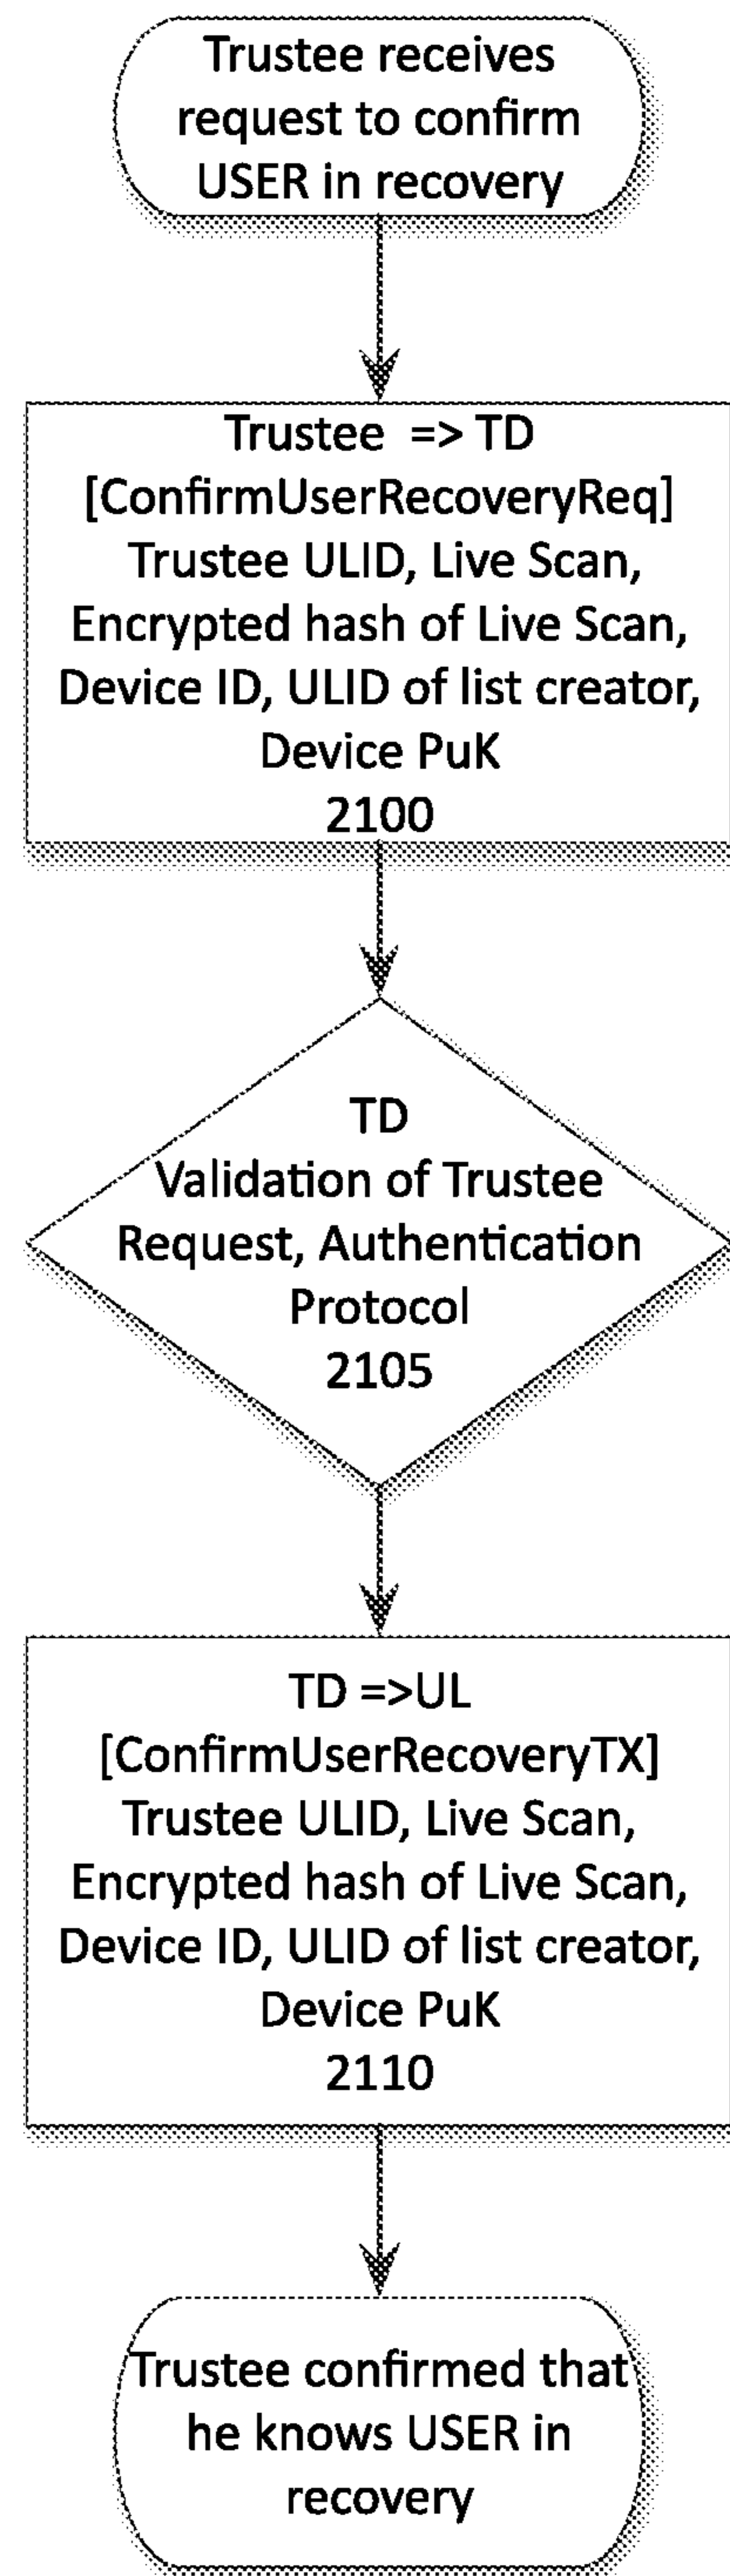 Trustee receives
request to confirm
USER in recovery
Trustee => TD
[ConfirmUserRecoveryReq]
Trustee ULID, Live Scan,
Encrypted hash of Live Scan,
Device ID, ULID of list creator,
Device PuK
2100
TD
Validation of Trustee
Request, Authentication
Protocol
2105
TD =>UL
[ConfirmUserRecoveryTX]
Trustee ULID, Live Scan,
Encrypted hash of Live Scan,
Device ID, ULID of list creator,
Device PuK
2110
Trustee confirmed that
he knows USER in
recovery